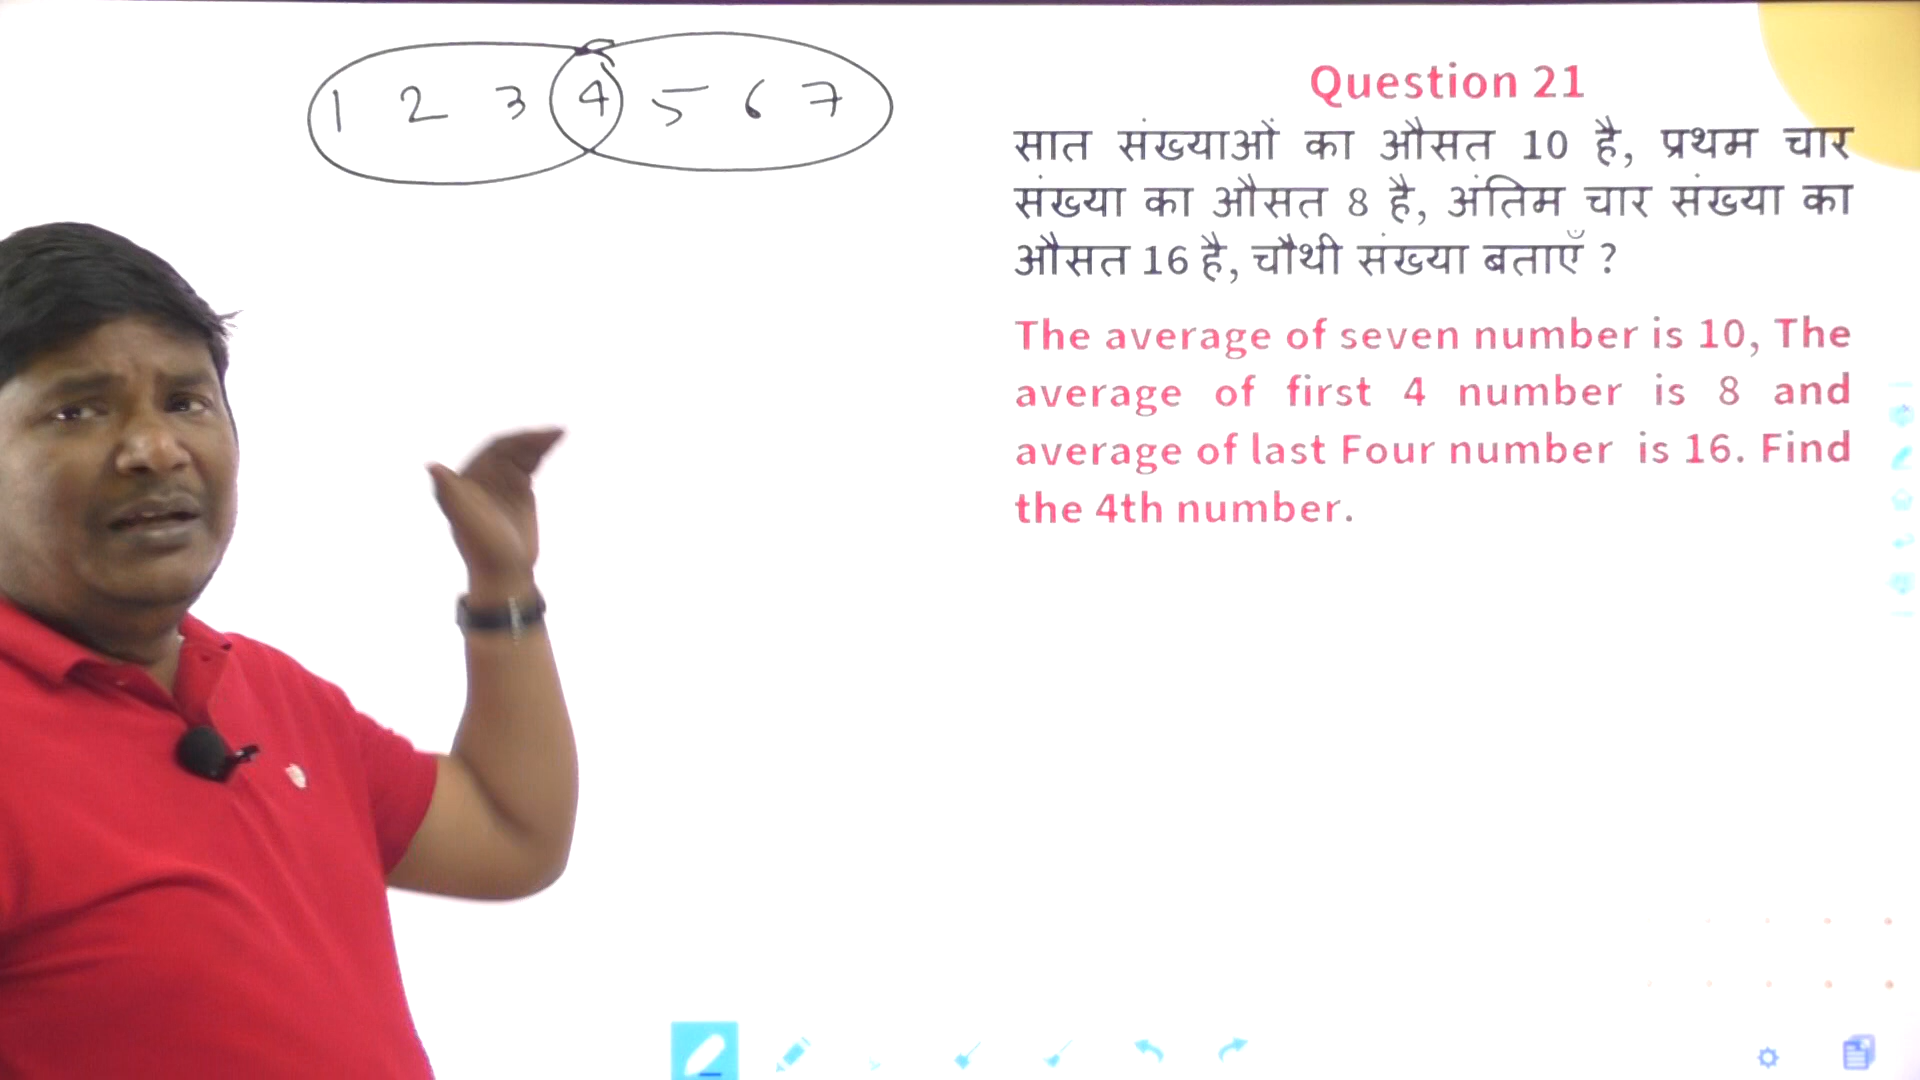 1 2 3 4 5 6 7
Question 21
सात संख्याओं का औसत 10 है, प्रथम चार
संख्या का औसत 8 है, अंतिम चार संख्या का
औसत 16 है, चौथी संख्या बताएँ ?
The average of seven number is 10, The
average of first 4 number is 8 and
average of last Four number is 16. Find
the 4th number.